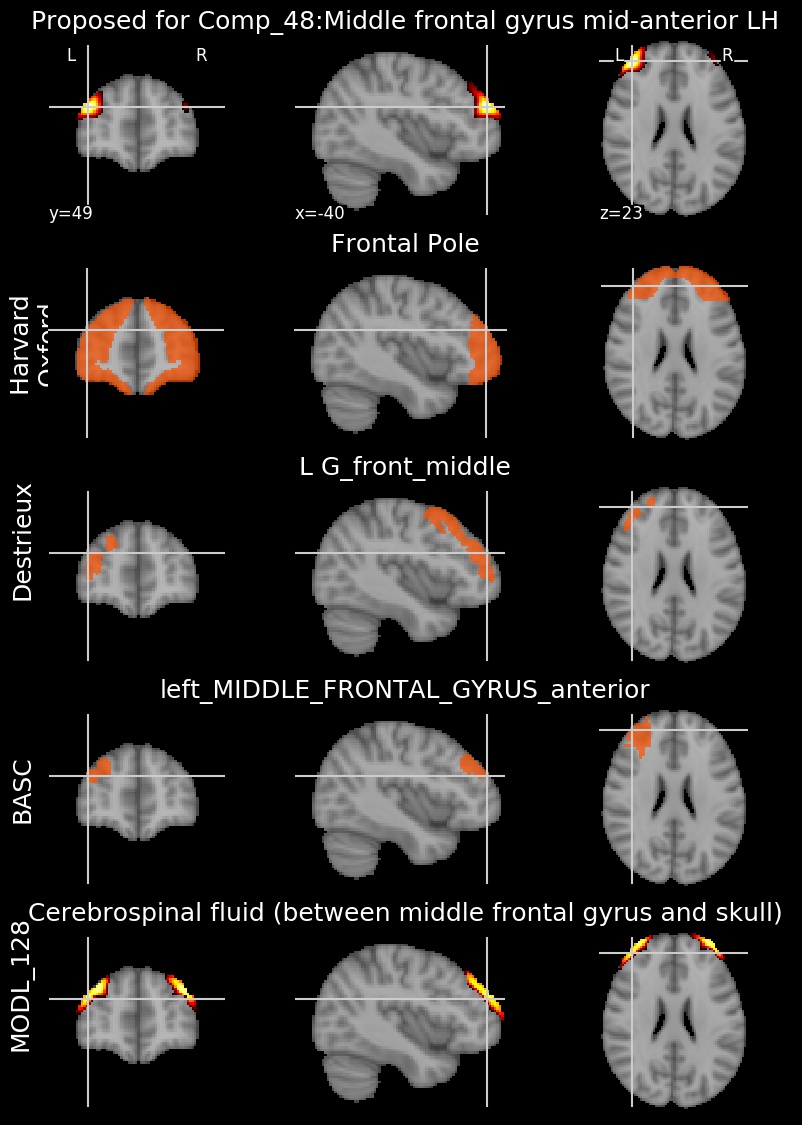 Proposed for Comp_48:Middle frontal gyrus mid-anterior LH
L R
L R
y=49 x=-40 z=23
Frontal Pole
Harvard
Oxford
L G_front_middle
Destrieux
left_MIDDLE_FRONTAL_GYRUS_anterior
BASC
Cerebrospinal fluid (between middle frontal gyrus and skull)
MODL_128